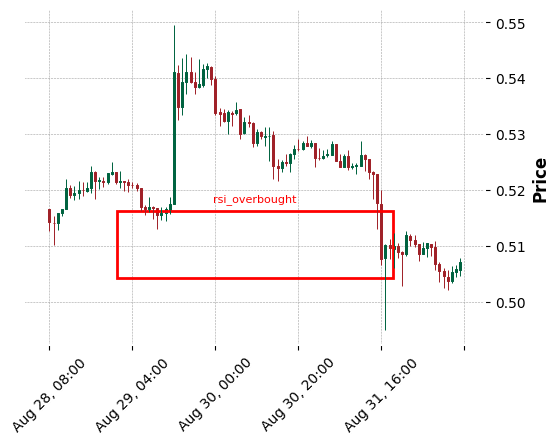 0.55
0.54
0.53
0.52
0.51
0.50
Price
rsi_overbought
Aug 28, 08:00
Aug 29, 04:00
Aug 30, 00:00
Aug 30, 20:00
Aug 31, 16:00